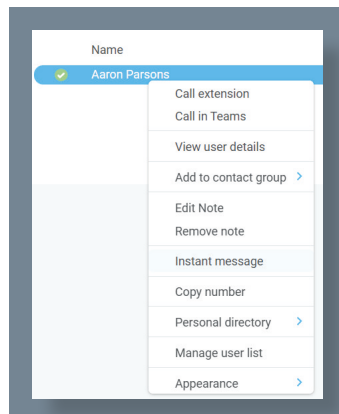 Name
Aaron Parsons
Call extension
Call in Teams
View user details
Add to contact group
Edit Note
Remove note
Instant message
Copy number
Personal directory
Manage user list
Appearance